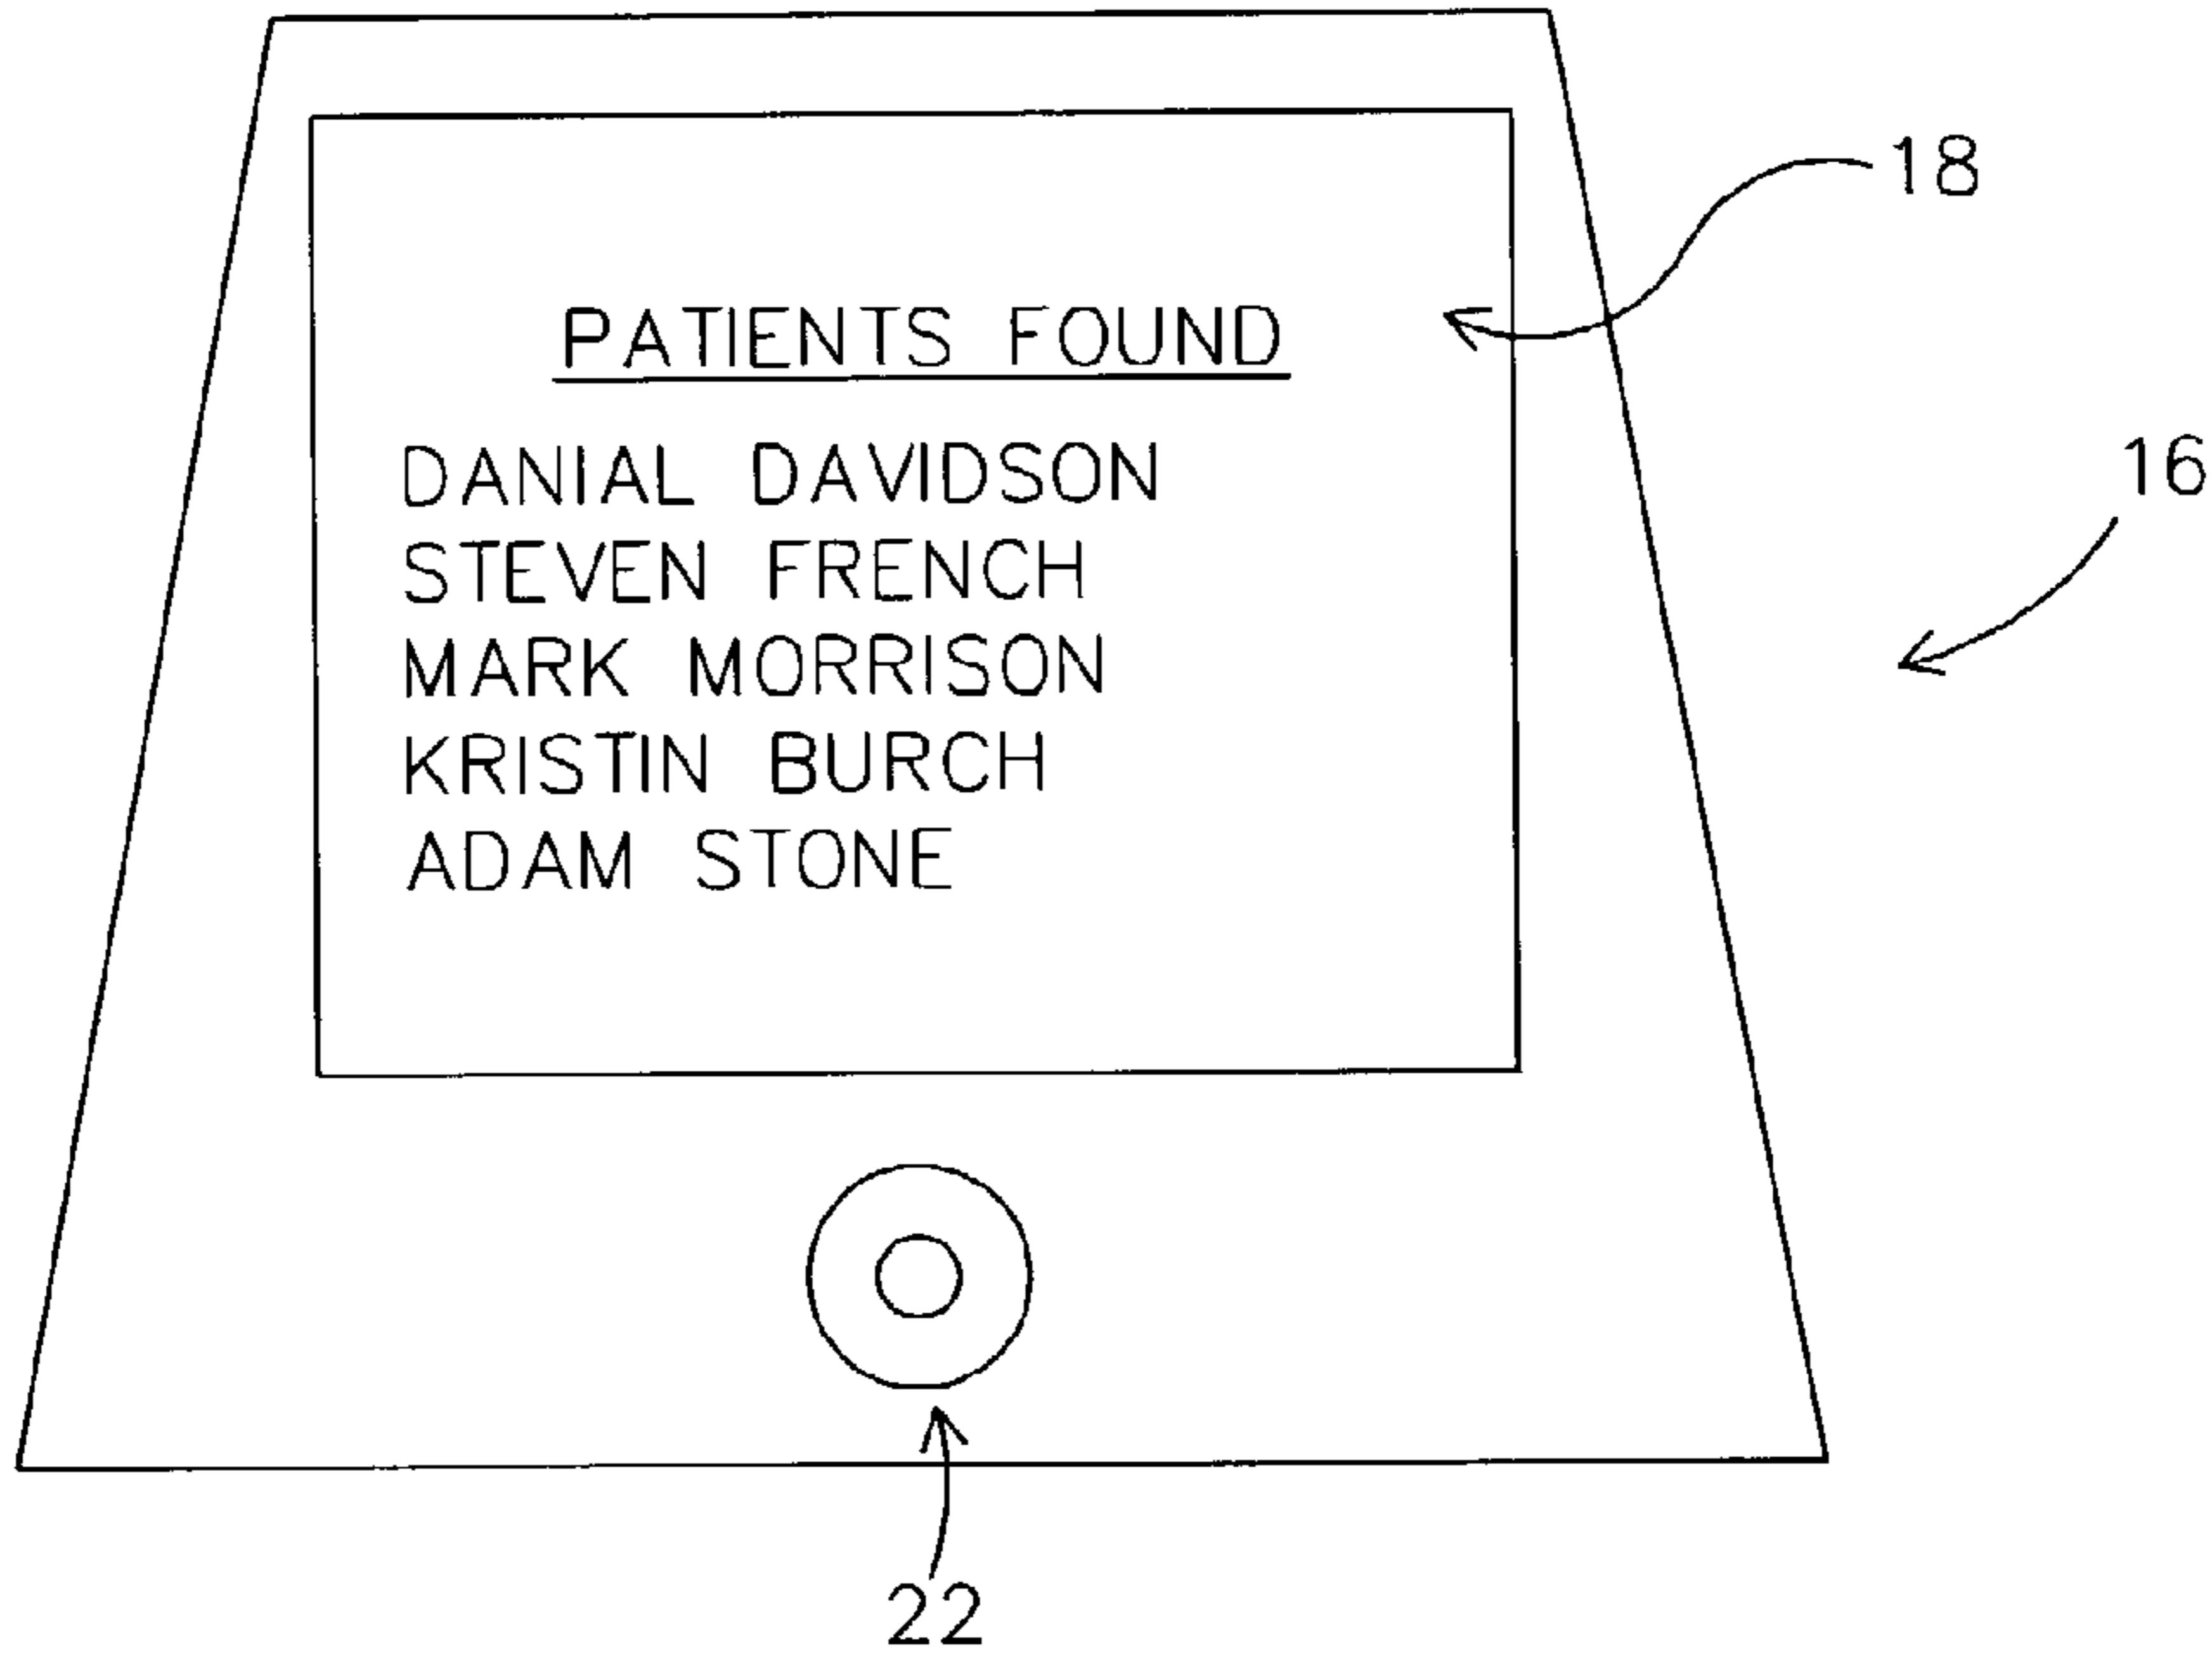 18
PATIENTS FOUND
16
DANIAL DAVIDSON
STEVEN FRENCH
MARK MORRISON
KRISTIN BURCH
ADAM STONE
22